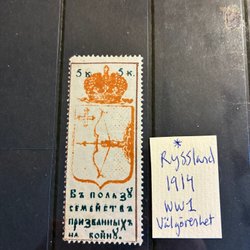 5 К. 5 К.
ВЪ ПОЛЬЗУ
СЕМЕЙСТВЪ
ПРИЗВАННЫХЪ
НА ВОЙНУ.
*
Ryssland
1914
WW1
Välgörenhet